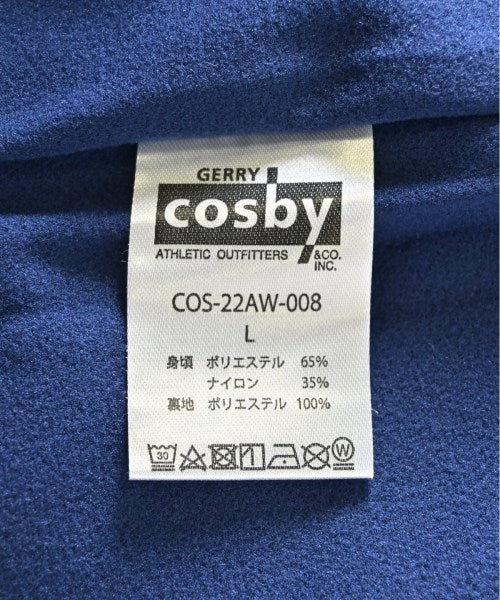 GERRY
cosby
ATHLETIC OUTFITTERS &CO. INC.
COS-22AW-008
L
身頃 ポリエステル 65%
ナイロン 35%
裏地 ポリエステル 100%
30 W